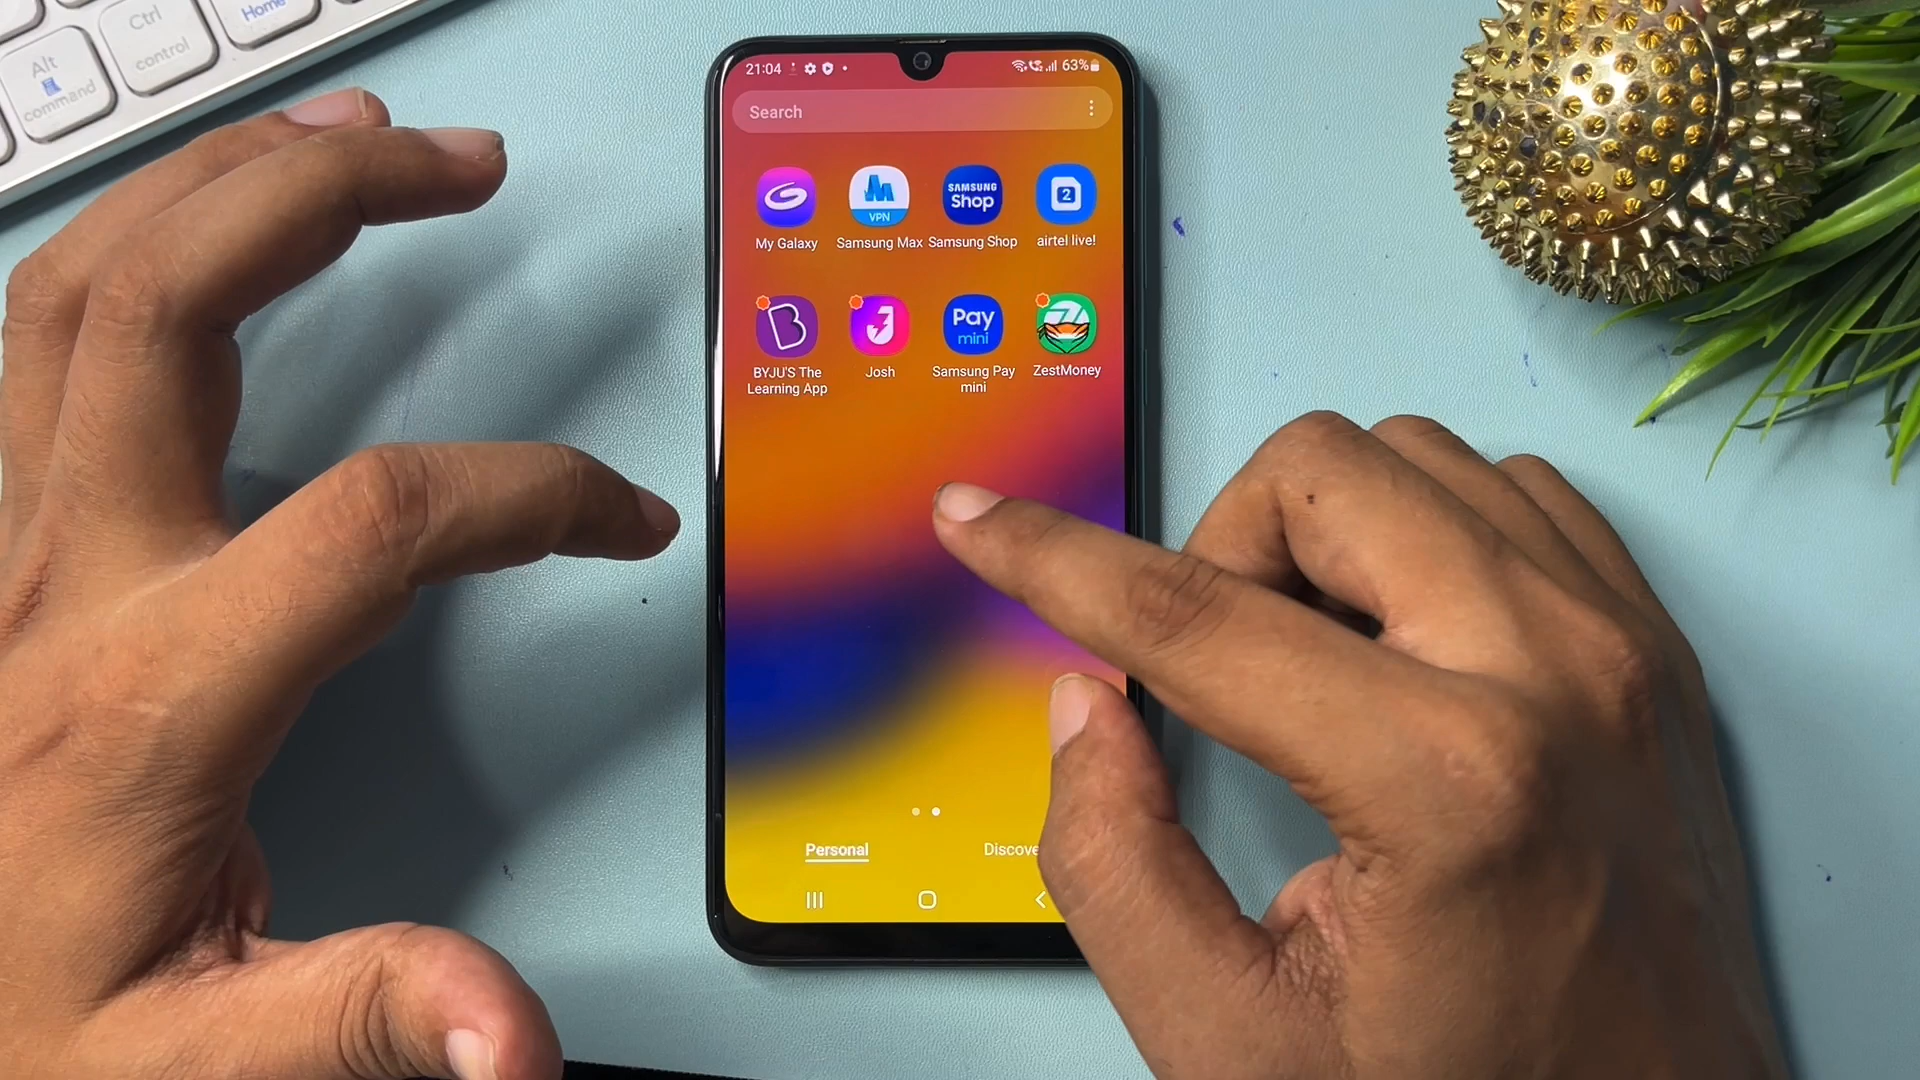 Ctrl
control
Home
Alt
command
21:04
63%
Search
VPN
SAMSUNG
Shop
2
My Galaxy
Samsung Max
Samsung Shop
airtel live!
Pay
mini
BYJU'S The
Learning App
Josh
Samsung Pay
mini
ZestMoney
Personal
Discove